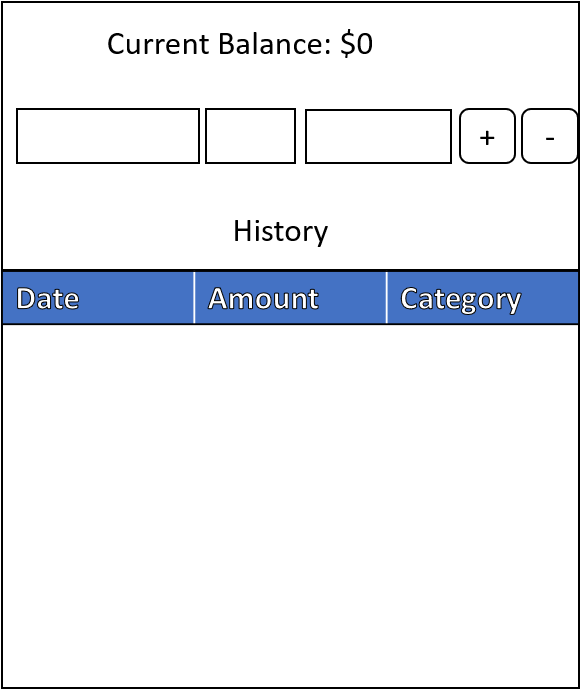 Current Balance: $0
+ -
History
Date Amount Category